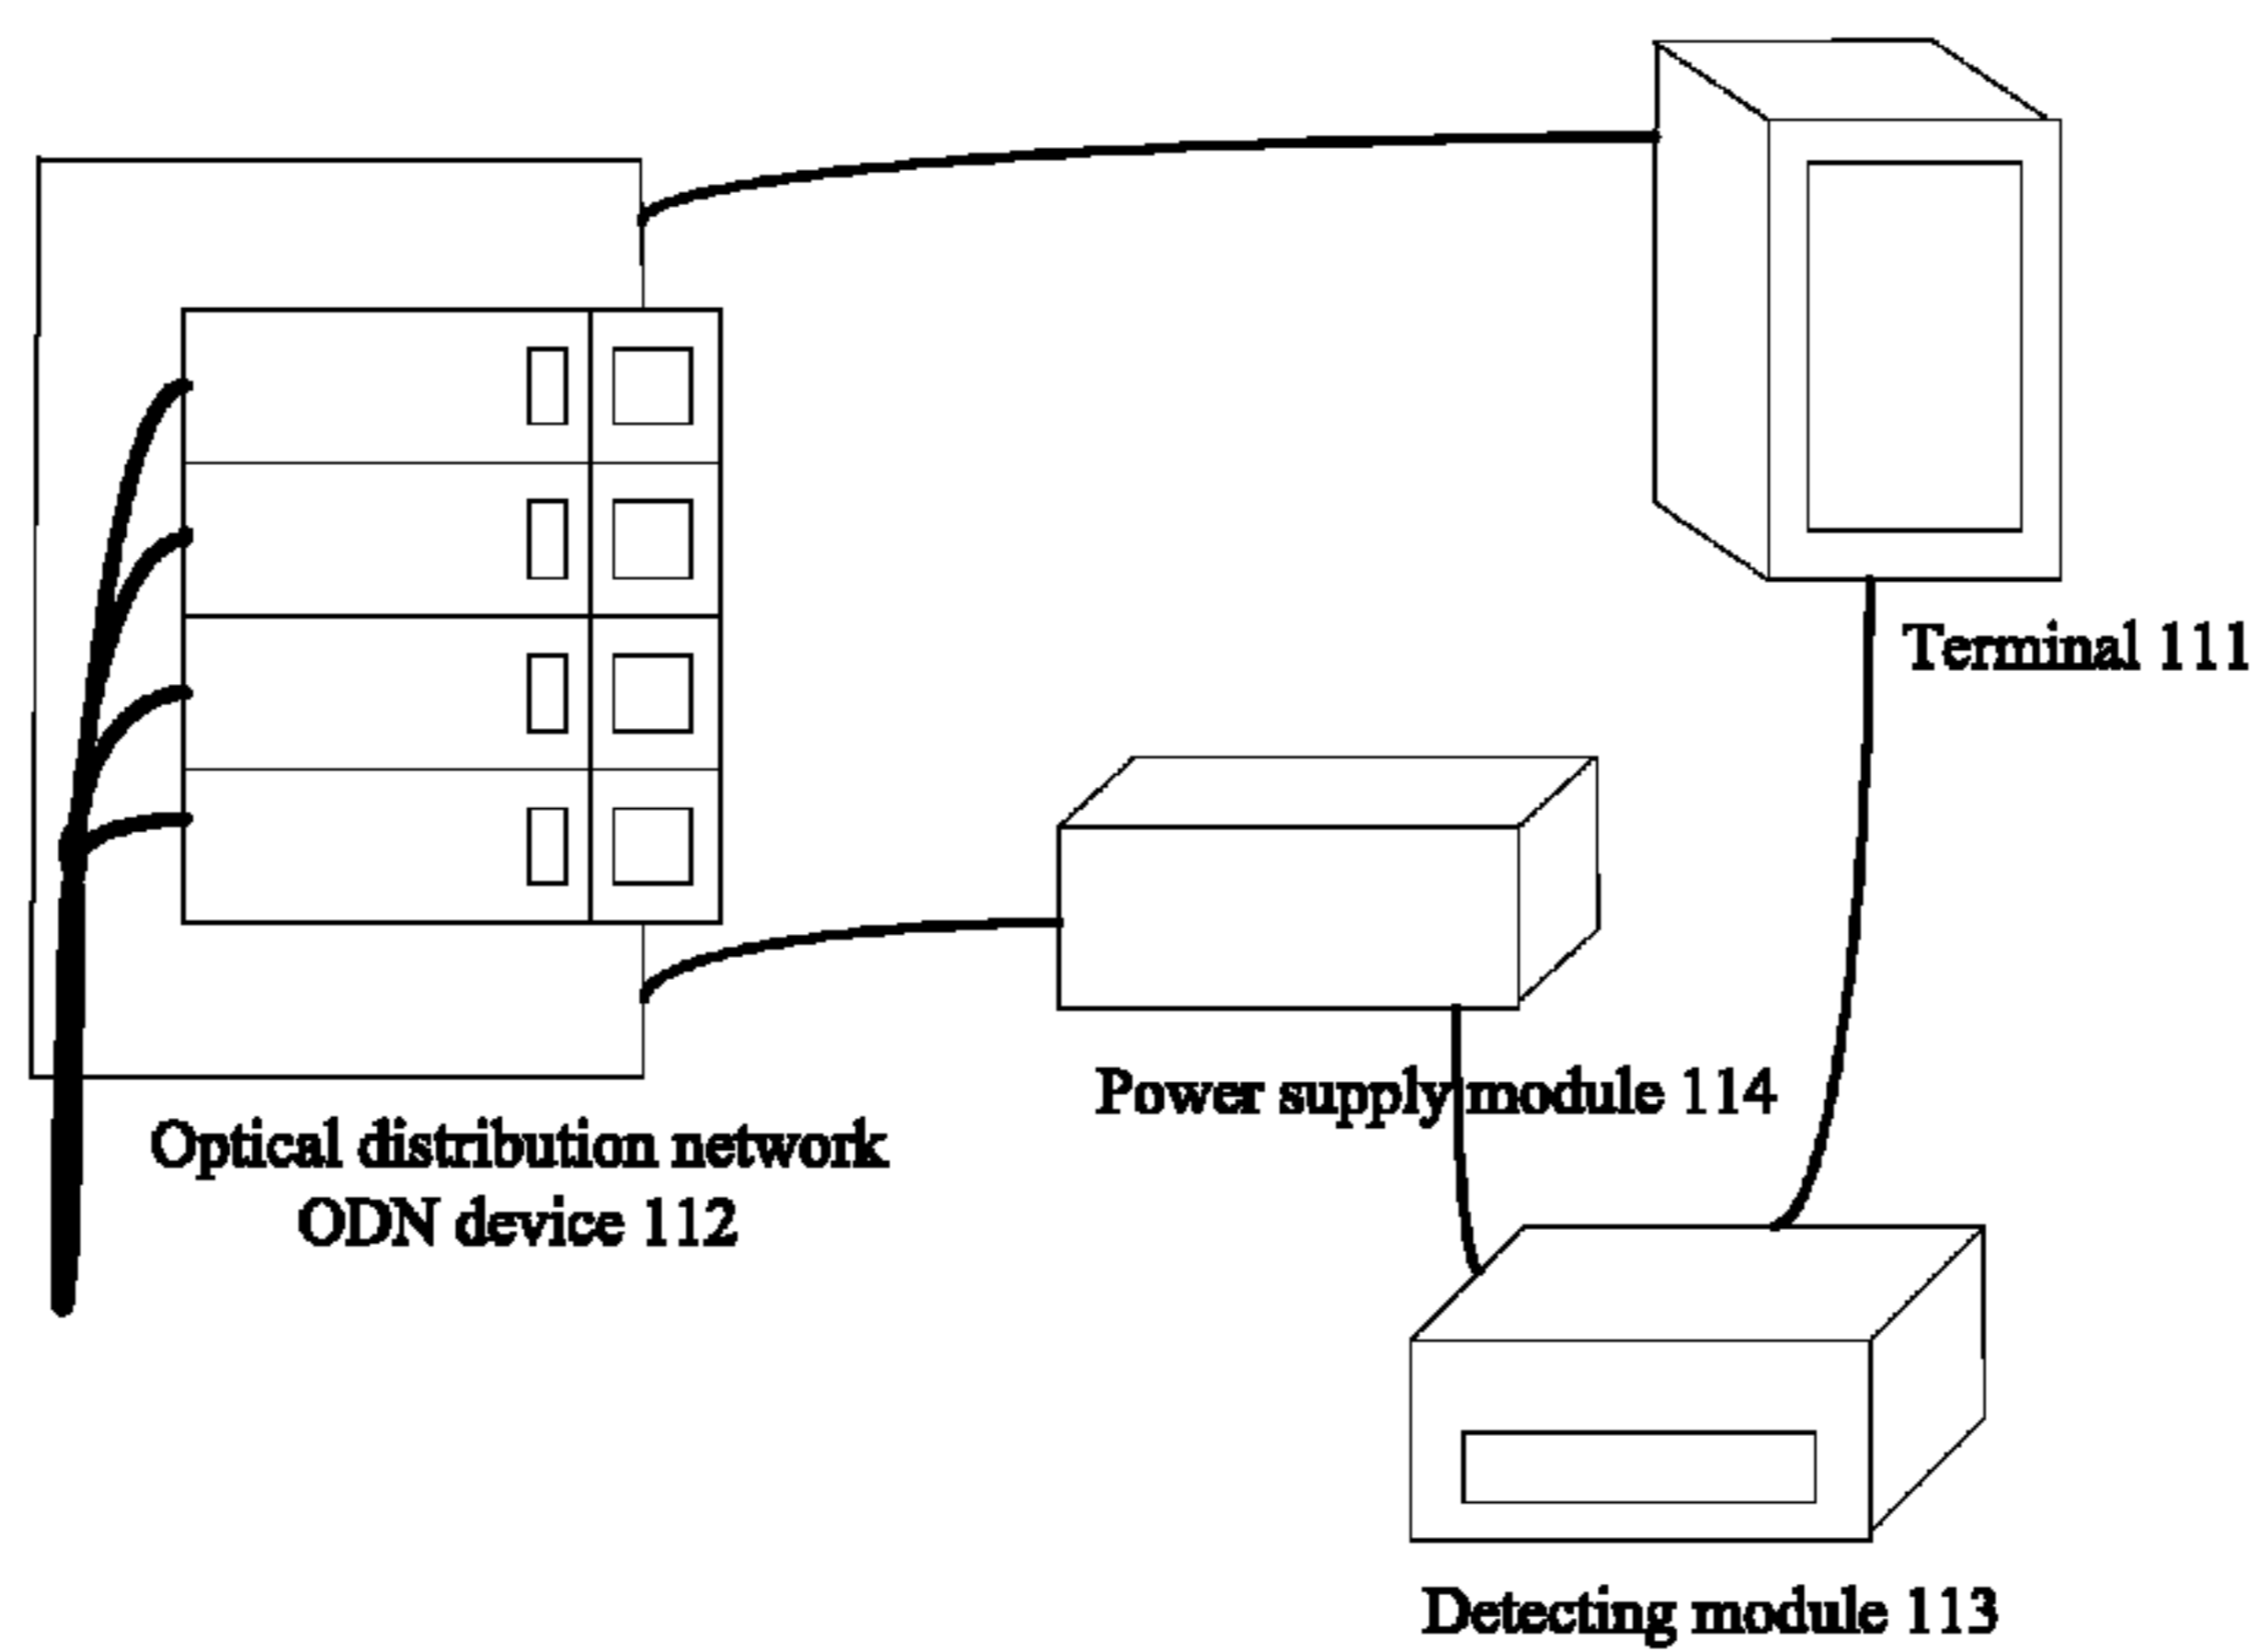 Terminal 111
Power supply module 114
Optical distribution network
ODN device 112
Detecting module 113